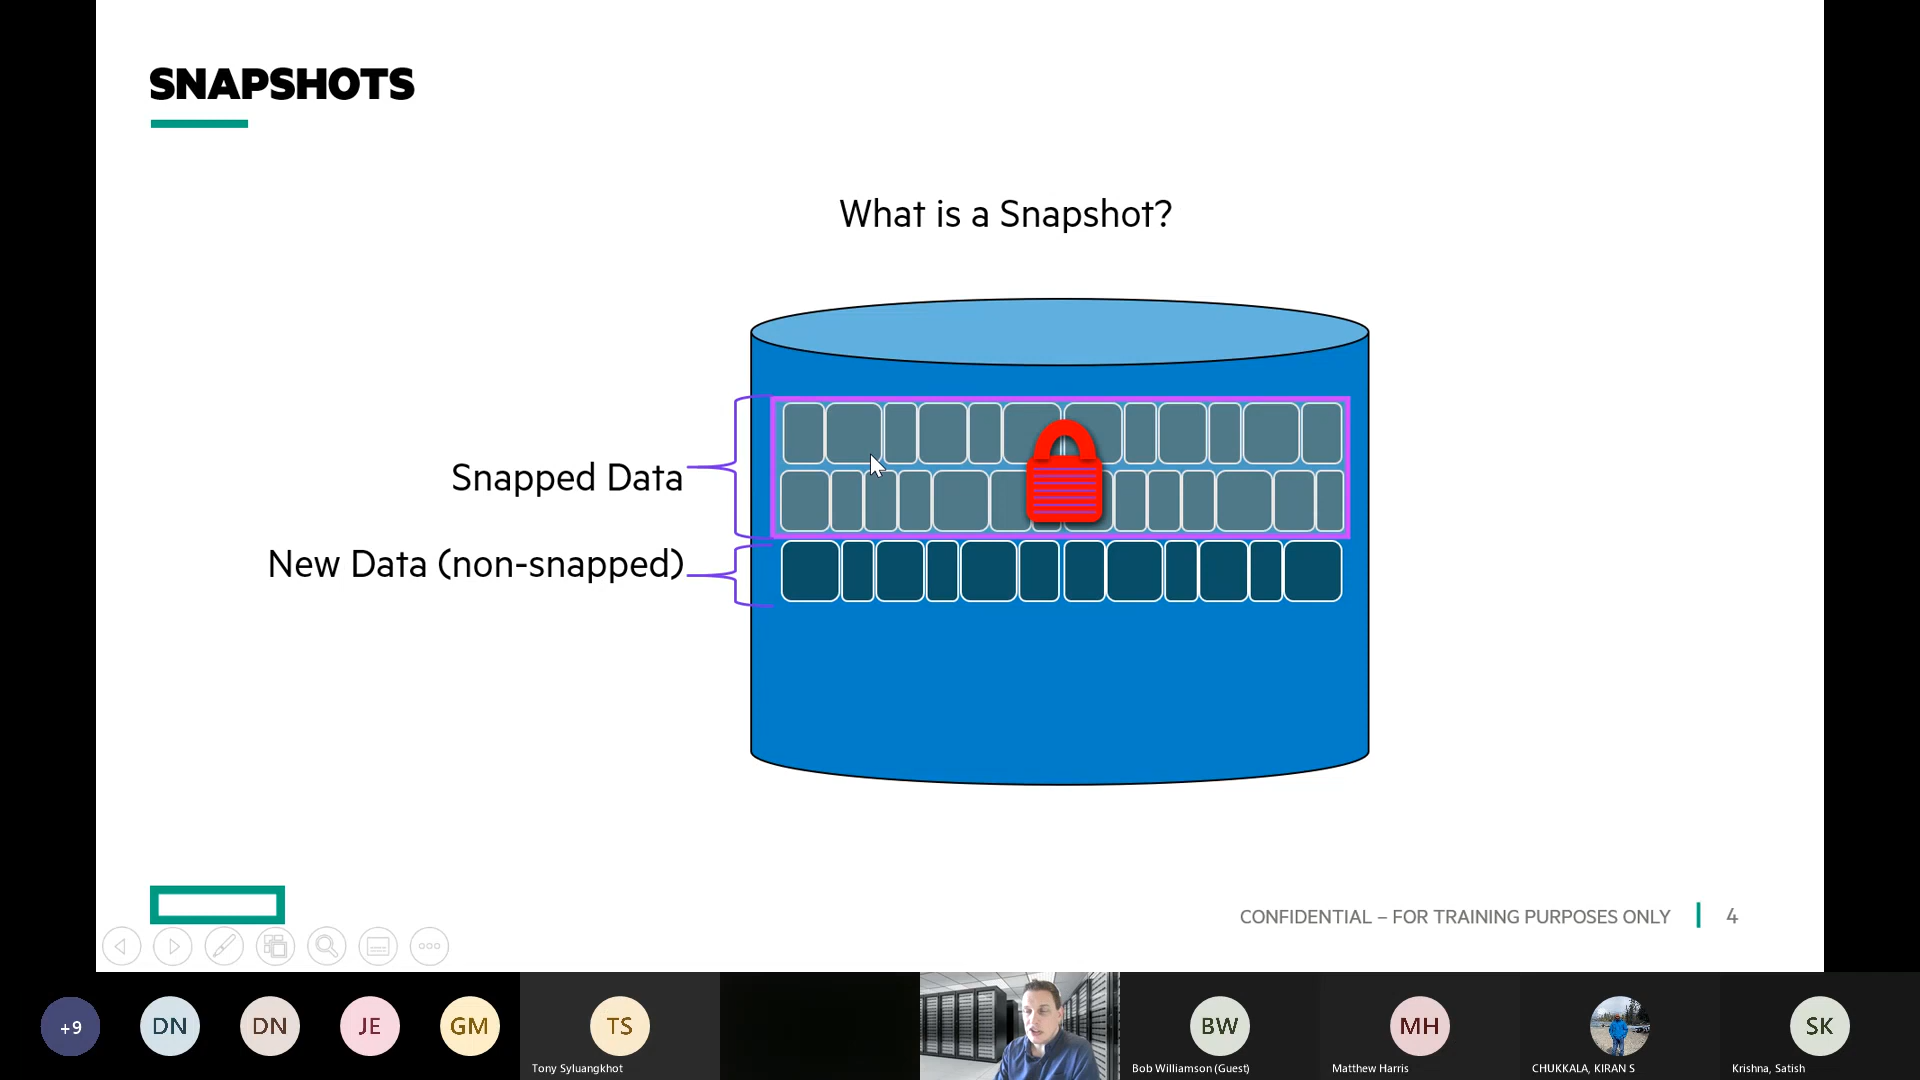 SNAPSHOTS
What is a Snapshot?
Snapped Data
New Data (non-snapped)
CONFIDENTIAL – FOR TRAINING PURPOSES ONLY
4
+9
DN
DN
JE
GM
TS
BW
MH
SK
Tony Syluangkhot
Bob Williamson (Guest)
Matthew Harris
CHUKKALA, KIRAN S
Krishna, Satish